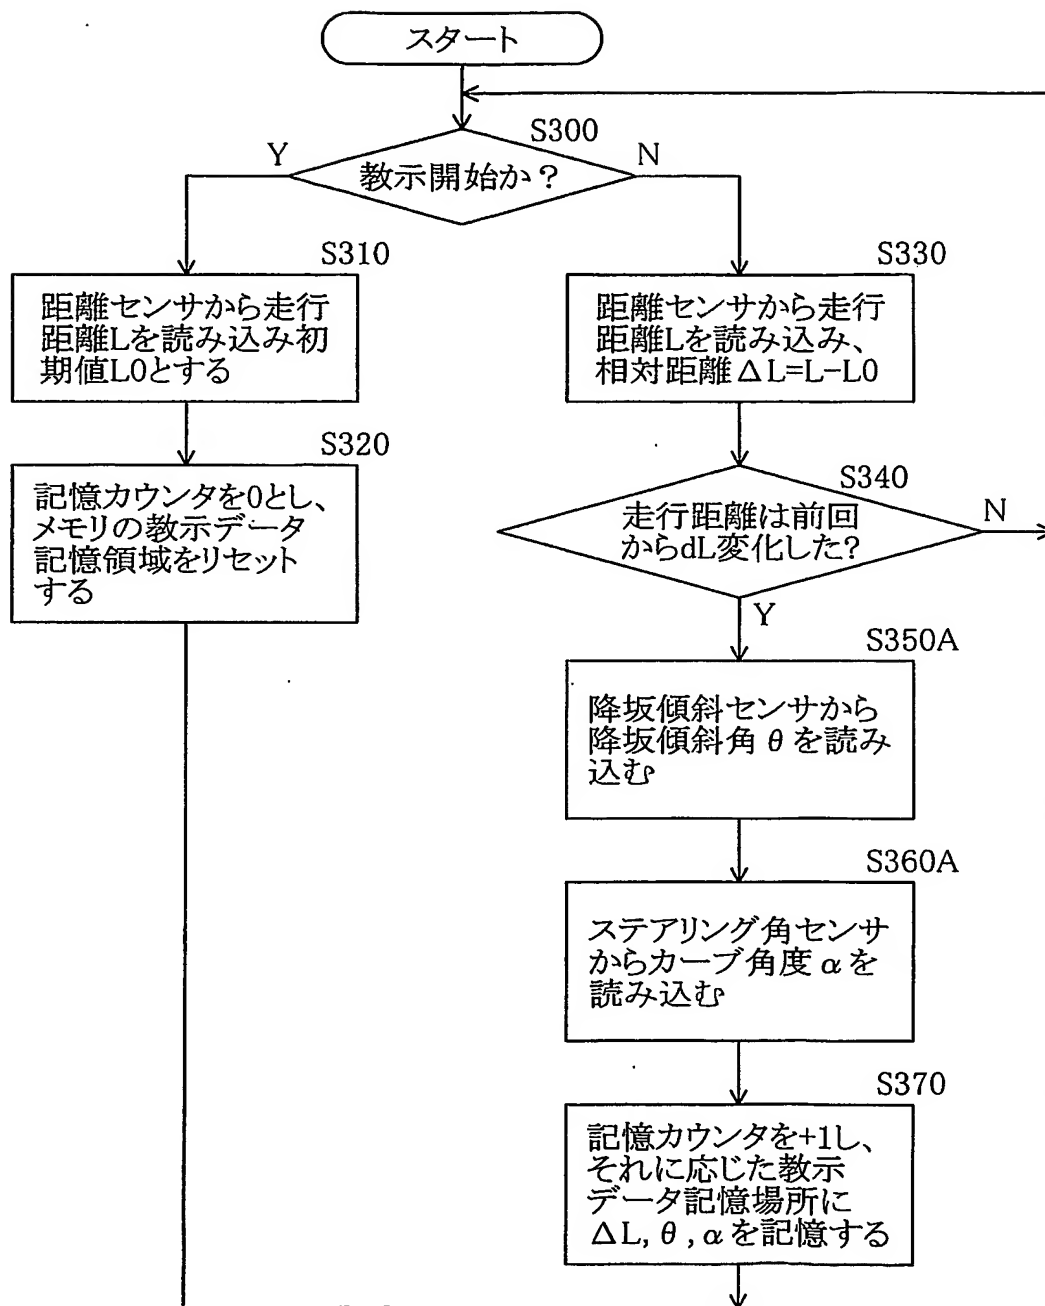 スタート
S300
Y
N
教示開始か？
S310
距離センサから走行
距離Lを読み込み初
期値L0とする
S320
記憶カウンタを0とし、
メモリの教示データ
記憶領域をリセット
する
S330
距離センサから走行
距離Lを読み込み、
相対距離ΔL=L-L0
S340
走行距離は前回
からdL変化した?
N
Y
S350A
降坂傾斜センサから
降坂傾斜角θを読み
込む
S360A
ステアリング角センサ
からカーブ角度αを
読み込む
S370
記憶カウンタを+1し、
それに応じた教示
データ記憶場所に
ΔL, θ, αを記憶する